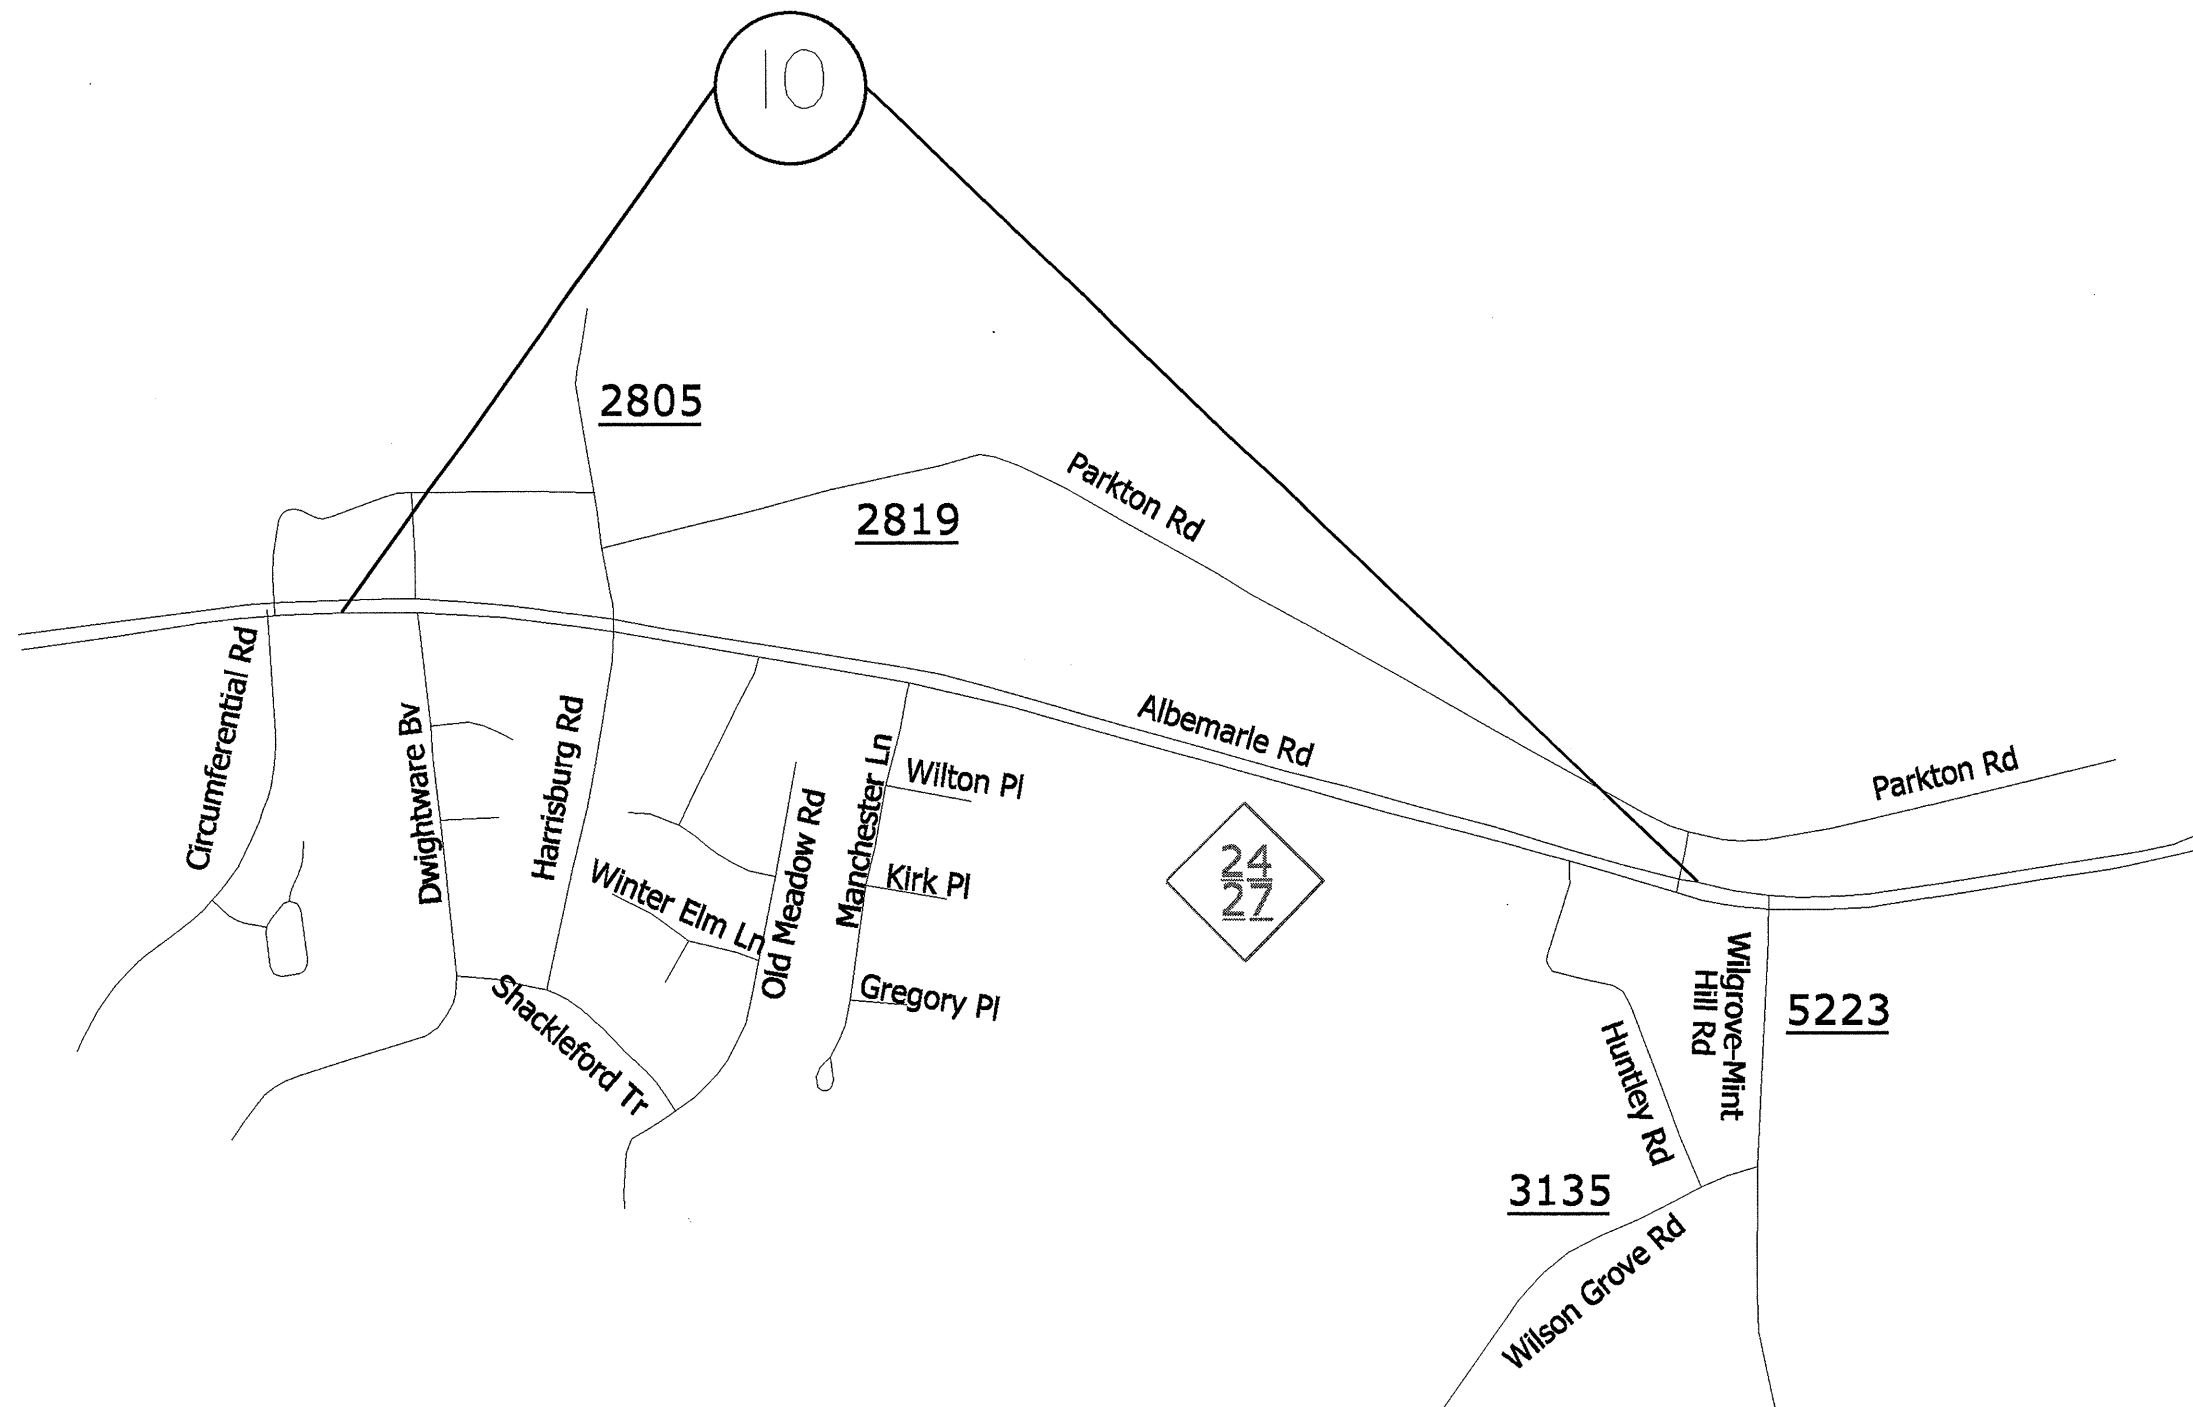 10
2805
Parkton Rd
2819
Circumferential Rd
Dwightware Bv
Harrisburg Rd
Albemarle Rd
Parkton Rd
Manchester Ln
Wilton Pl
Old Meadow Rd
Kirk Pl
24
27
Winter Elm Ln
Gregory Pl
Shackleford Tr
Wilgrove-Mint
Hill Rd
5223
Huntley Rd
3135
Wilson Grove Rd